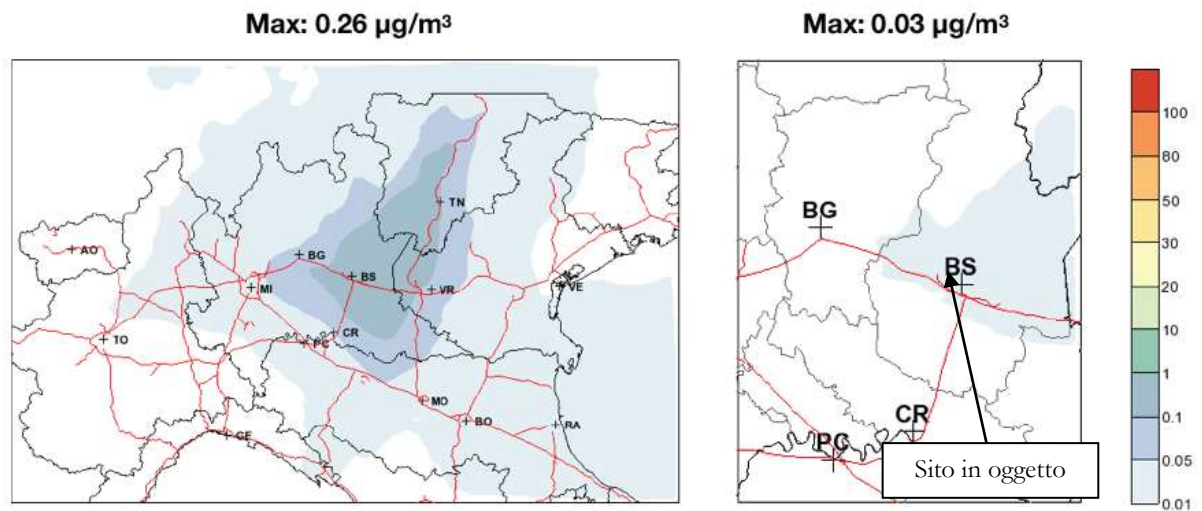 Max: 0.26 µg/m³
Max: 0.03 µg/m³
AO
TO
MI
BG
BS
TN
VR
VE
CR
PC
GE
MO
BO
RA
BG
BS
CR
PC
Sito in oggetto
100
80
50
30
20
10
1
0.1
0.05
0.01